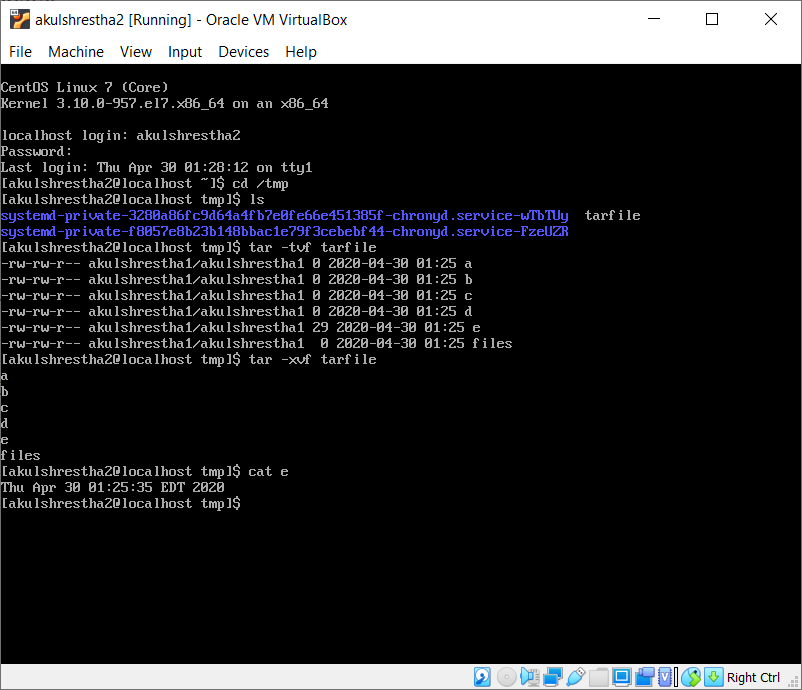 akulshrestha2 [Running] - Oracle VM VirtualBox
File Machine View Input Devices Help
CentOS Linux 7 (Core)
Kernel 3.10.0-957.el7.x86_64 on an x86_64
localhost login: akulshrestha2
Password:
Last login: Thu Apr 30 01:28:12 on tty1
[akulshrestha2@localhost ~]$ cd /tmp
[akulshrestha2@localhost tmp]$ ls
systemd-private-3280a86fc9d64a4fb7e0fe66e451385f-chronyd.service-wTbTUy  tarfile
systemd-private-f8057e8b23b148bbac1e79f3cebebf44-chronyd.service-FzeUZR
[akulshrestha2@localhost tmp]$ tar -tvf tarfile
-rw-rw-r-- akulshrestha1/akulshrestha1 0 2020-04-30 01:25 a
-rw-rw-r-- akulshrestha1/akulshrestha1 0 2020-04-30 01:25 b
-rw-rw-r-- akulshrestha1/akulshrestha1 0 2020-04-30 01:25 c
-rw-rw-r-- akulshrestha1/akulshrestha1 0 2020-04-30 01:25 d
-rw-rw-r-- akulshrestha1/akulshrestha1 29 2020-04-30 01:25 e
-rw-rw-r-- akulshrestha1/akulshrestha1  0 2020-04-30 01:25 files
[akulshrestha2@localhost tmp]$ tar -xvf tarfile
a
b
c
d
e
files
[akulshrestha2@localhost tmp]$ cat e
Thu Apr 30 01:25:35 EDT 2020
[akulshrestha2@localhost tmp]$
Right Ctrl